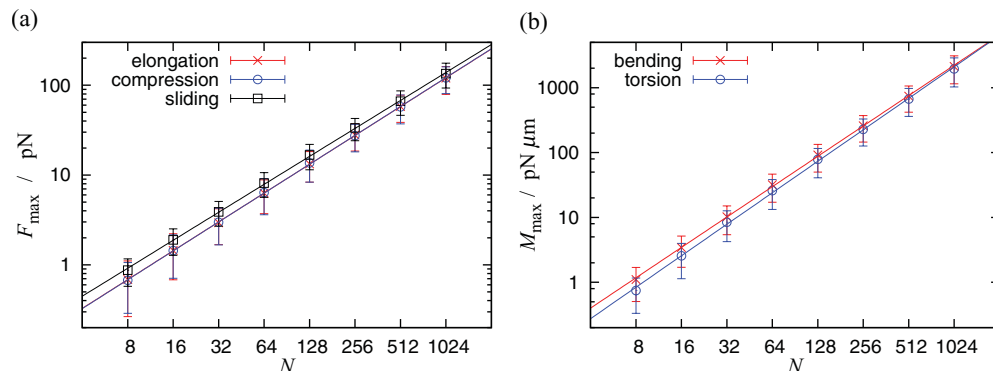 (a)
F_max / pN
100
10
1
elongation
compression
sliding
8 16 32 64 128 256 512 1024
N
(b)
M_max / pN μm
1000
100
10
1
bending
torsion
8 16 32 64 128 256 512 1024
N